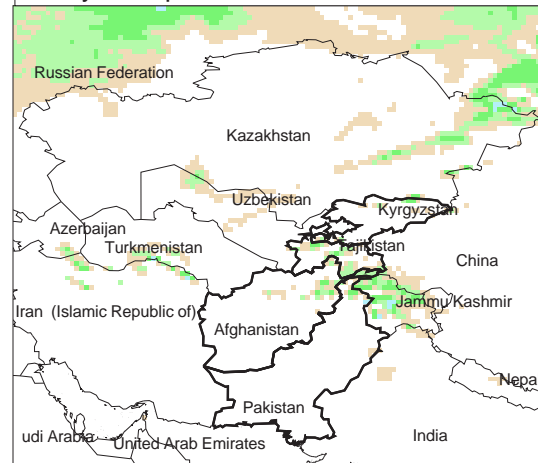 Russian Federation
Kazakhstan
Uzbekistan
Kyrgyzstan
Azerbaijan
Turkmenistan
Tajikistan
China
Jammu Kashmir
Iran (Islamic Republic of)
Afghanistan
Nepa
Pakistan
udi Arabia
United Arab Emirates
India